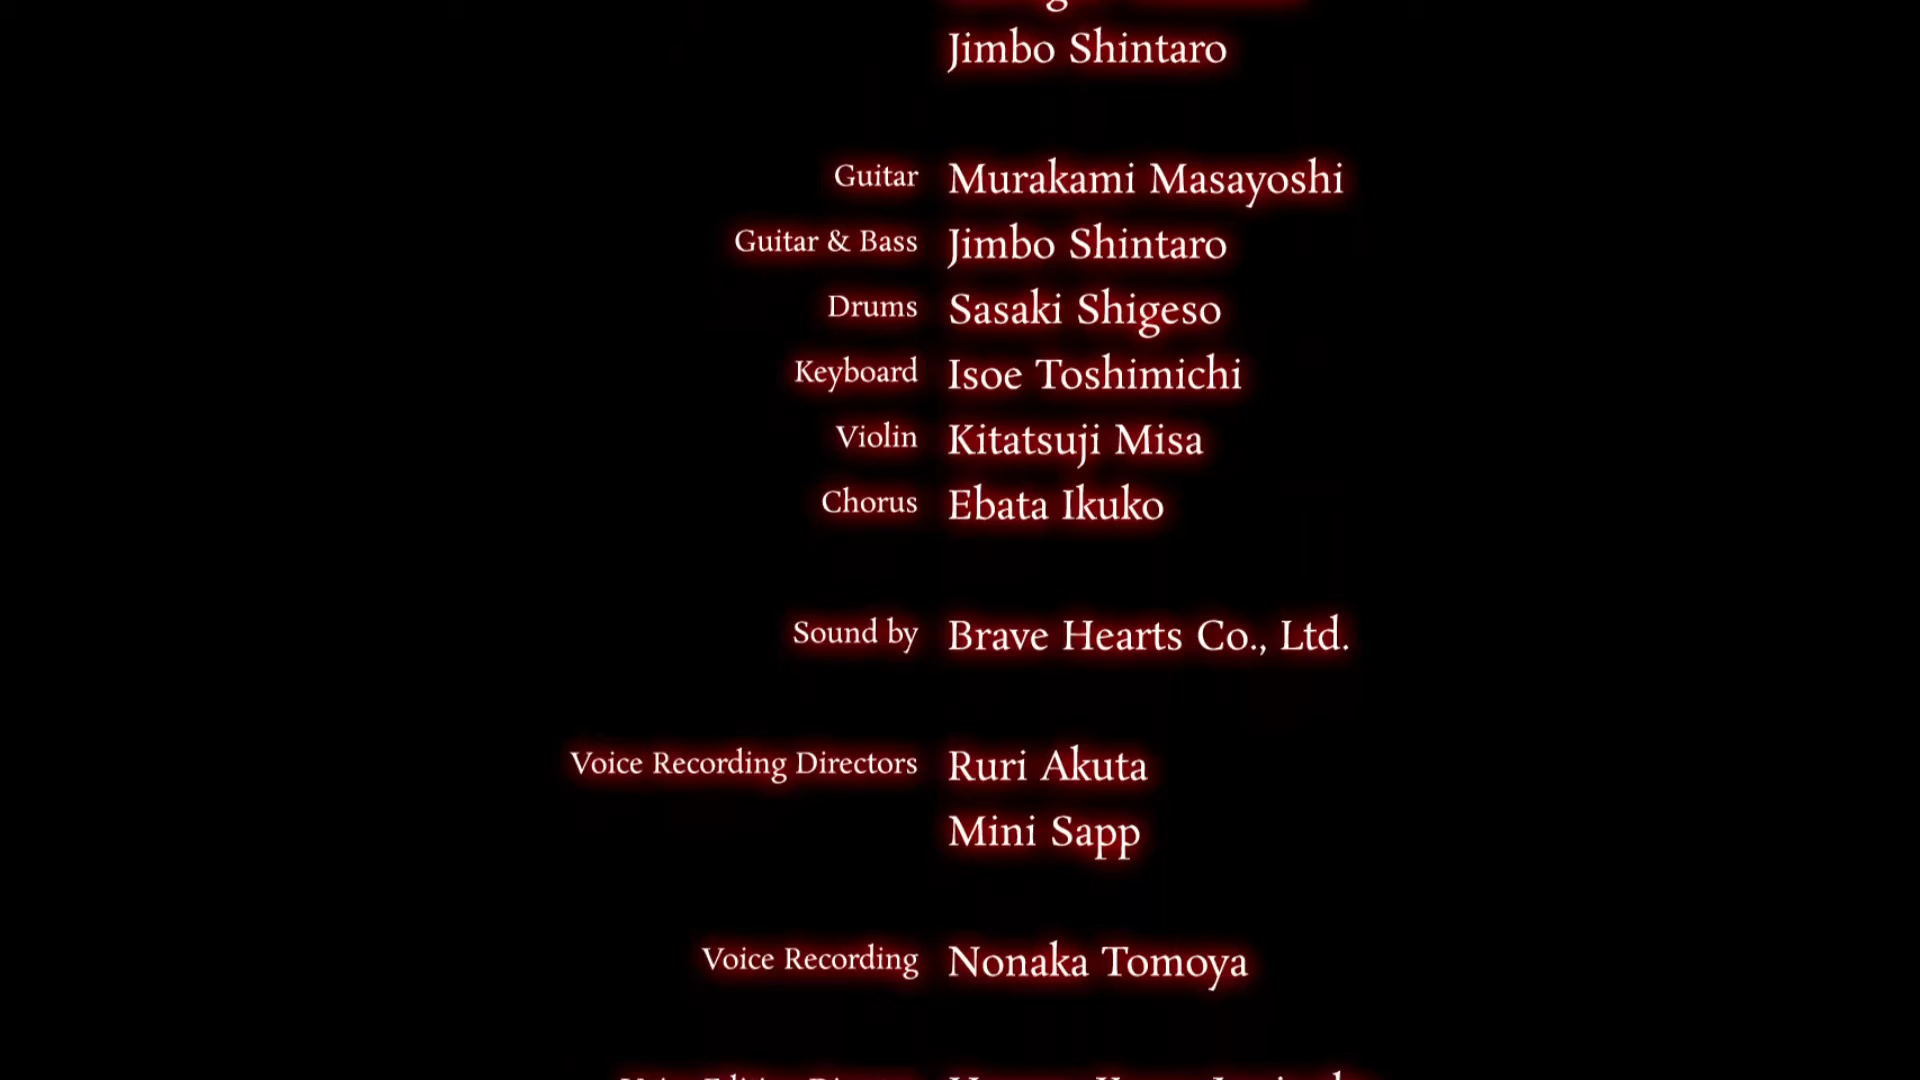 Jimbo Shintaro
Guitar Murakami Masayoshi
Guitar & Bass Jimbo Shintaro
Drums Sasaki Shigeso
Keyboard Isoe Toshimichi
Violin Kitatsuji Misa
Chorus Ebata Ikuko
Sound by Brave Hearts Co., Ltd.
Voice Recording Directors Ruri Akuta
Mini Sapp
Voice Recording Nonaka Tomoya